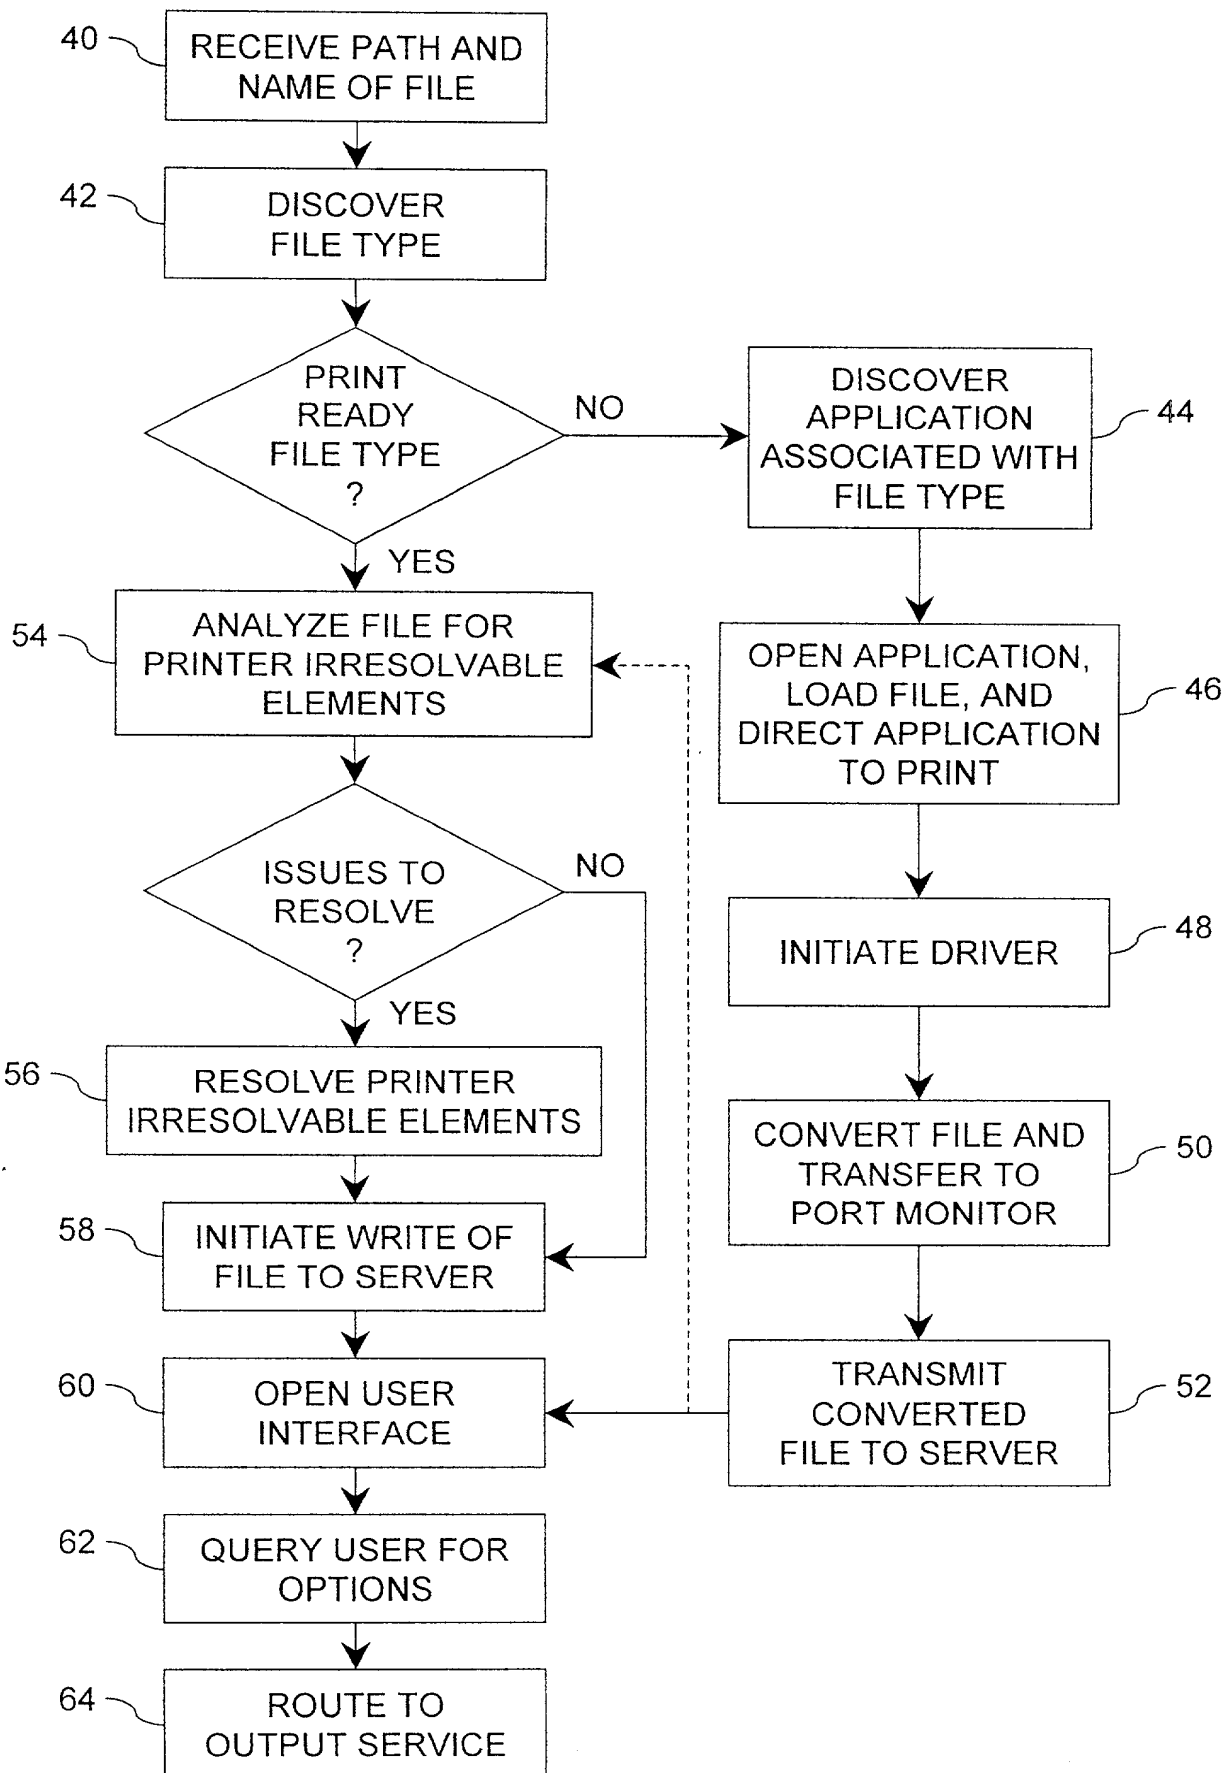 40
RECEIVE PATH AND
NAME OF FILE
42
DISCOVER
FILE TYPE
PRINT
READY
FILE TYPE
?
NO
YES
DISCOVER
APPLICATION
ASSOCIATED WITH
FILE TYPE
44
54
ANALYZE FILE FOR
PRINTER IRRESOLVABLE
ELEMENTS
OPEN APPLICATION,
LOAD FILE, AND
DIRECT APPLICATION
TO PRINT
46
ISSUES TO
RESOLVE
?
NO
YES
INITIATE DRIVER
48
56
RESOLVE PRINTER
IRRESOLVABLE ELEMENTS
CONVERT FILE AND
TRANSFER TO
PORT MONITOR
50
58
INITIATE WRITE OF
FILE TO SERVER
60
OPEN USER
INTERFACE
TRANSMIT
CONVERTED
FILE TO SERVER
52
62
QUERY USER FOR
OPTIONS
64
ROUTE TO
OUTPUT SERVICE